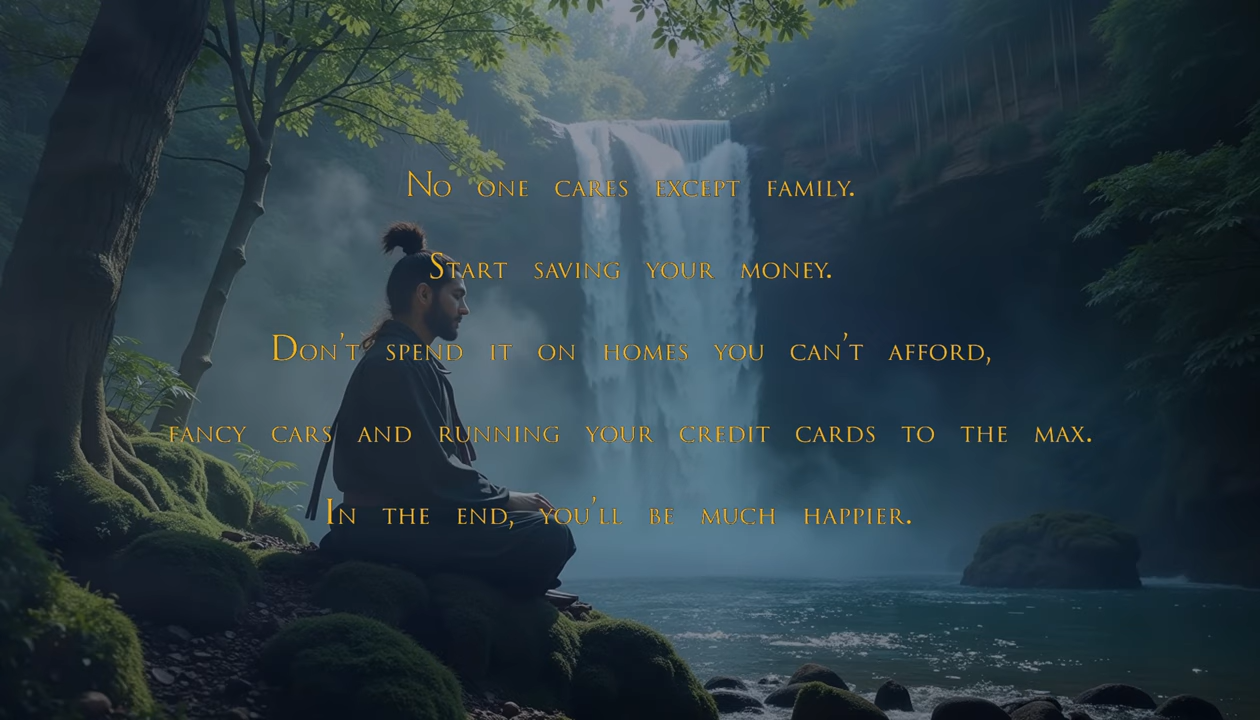 No one cares except family.
Start saving your money.
Don't spend it on homes you can't afford,
fancy cars and running your credit cards to the max.
In the end, you'll be much happier.